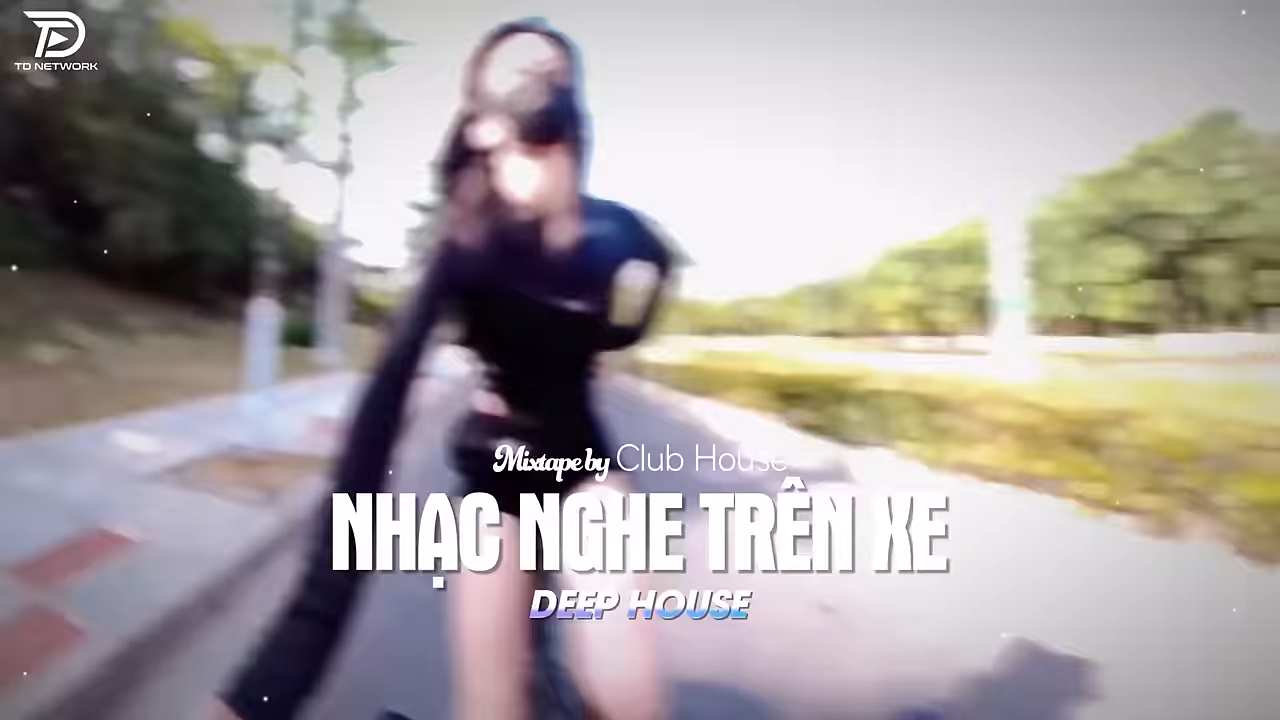 TD NETWORK
Mixtape by Club House
NHẠC NGHE TRÊN XE
DEEP HOUSE